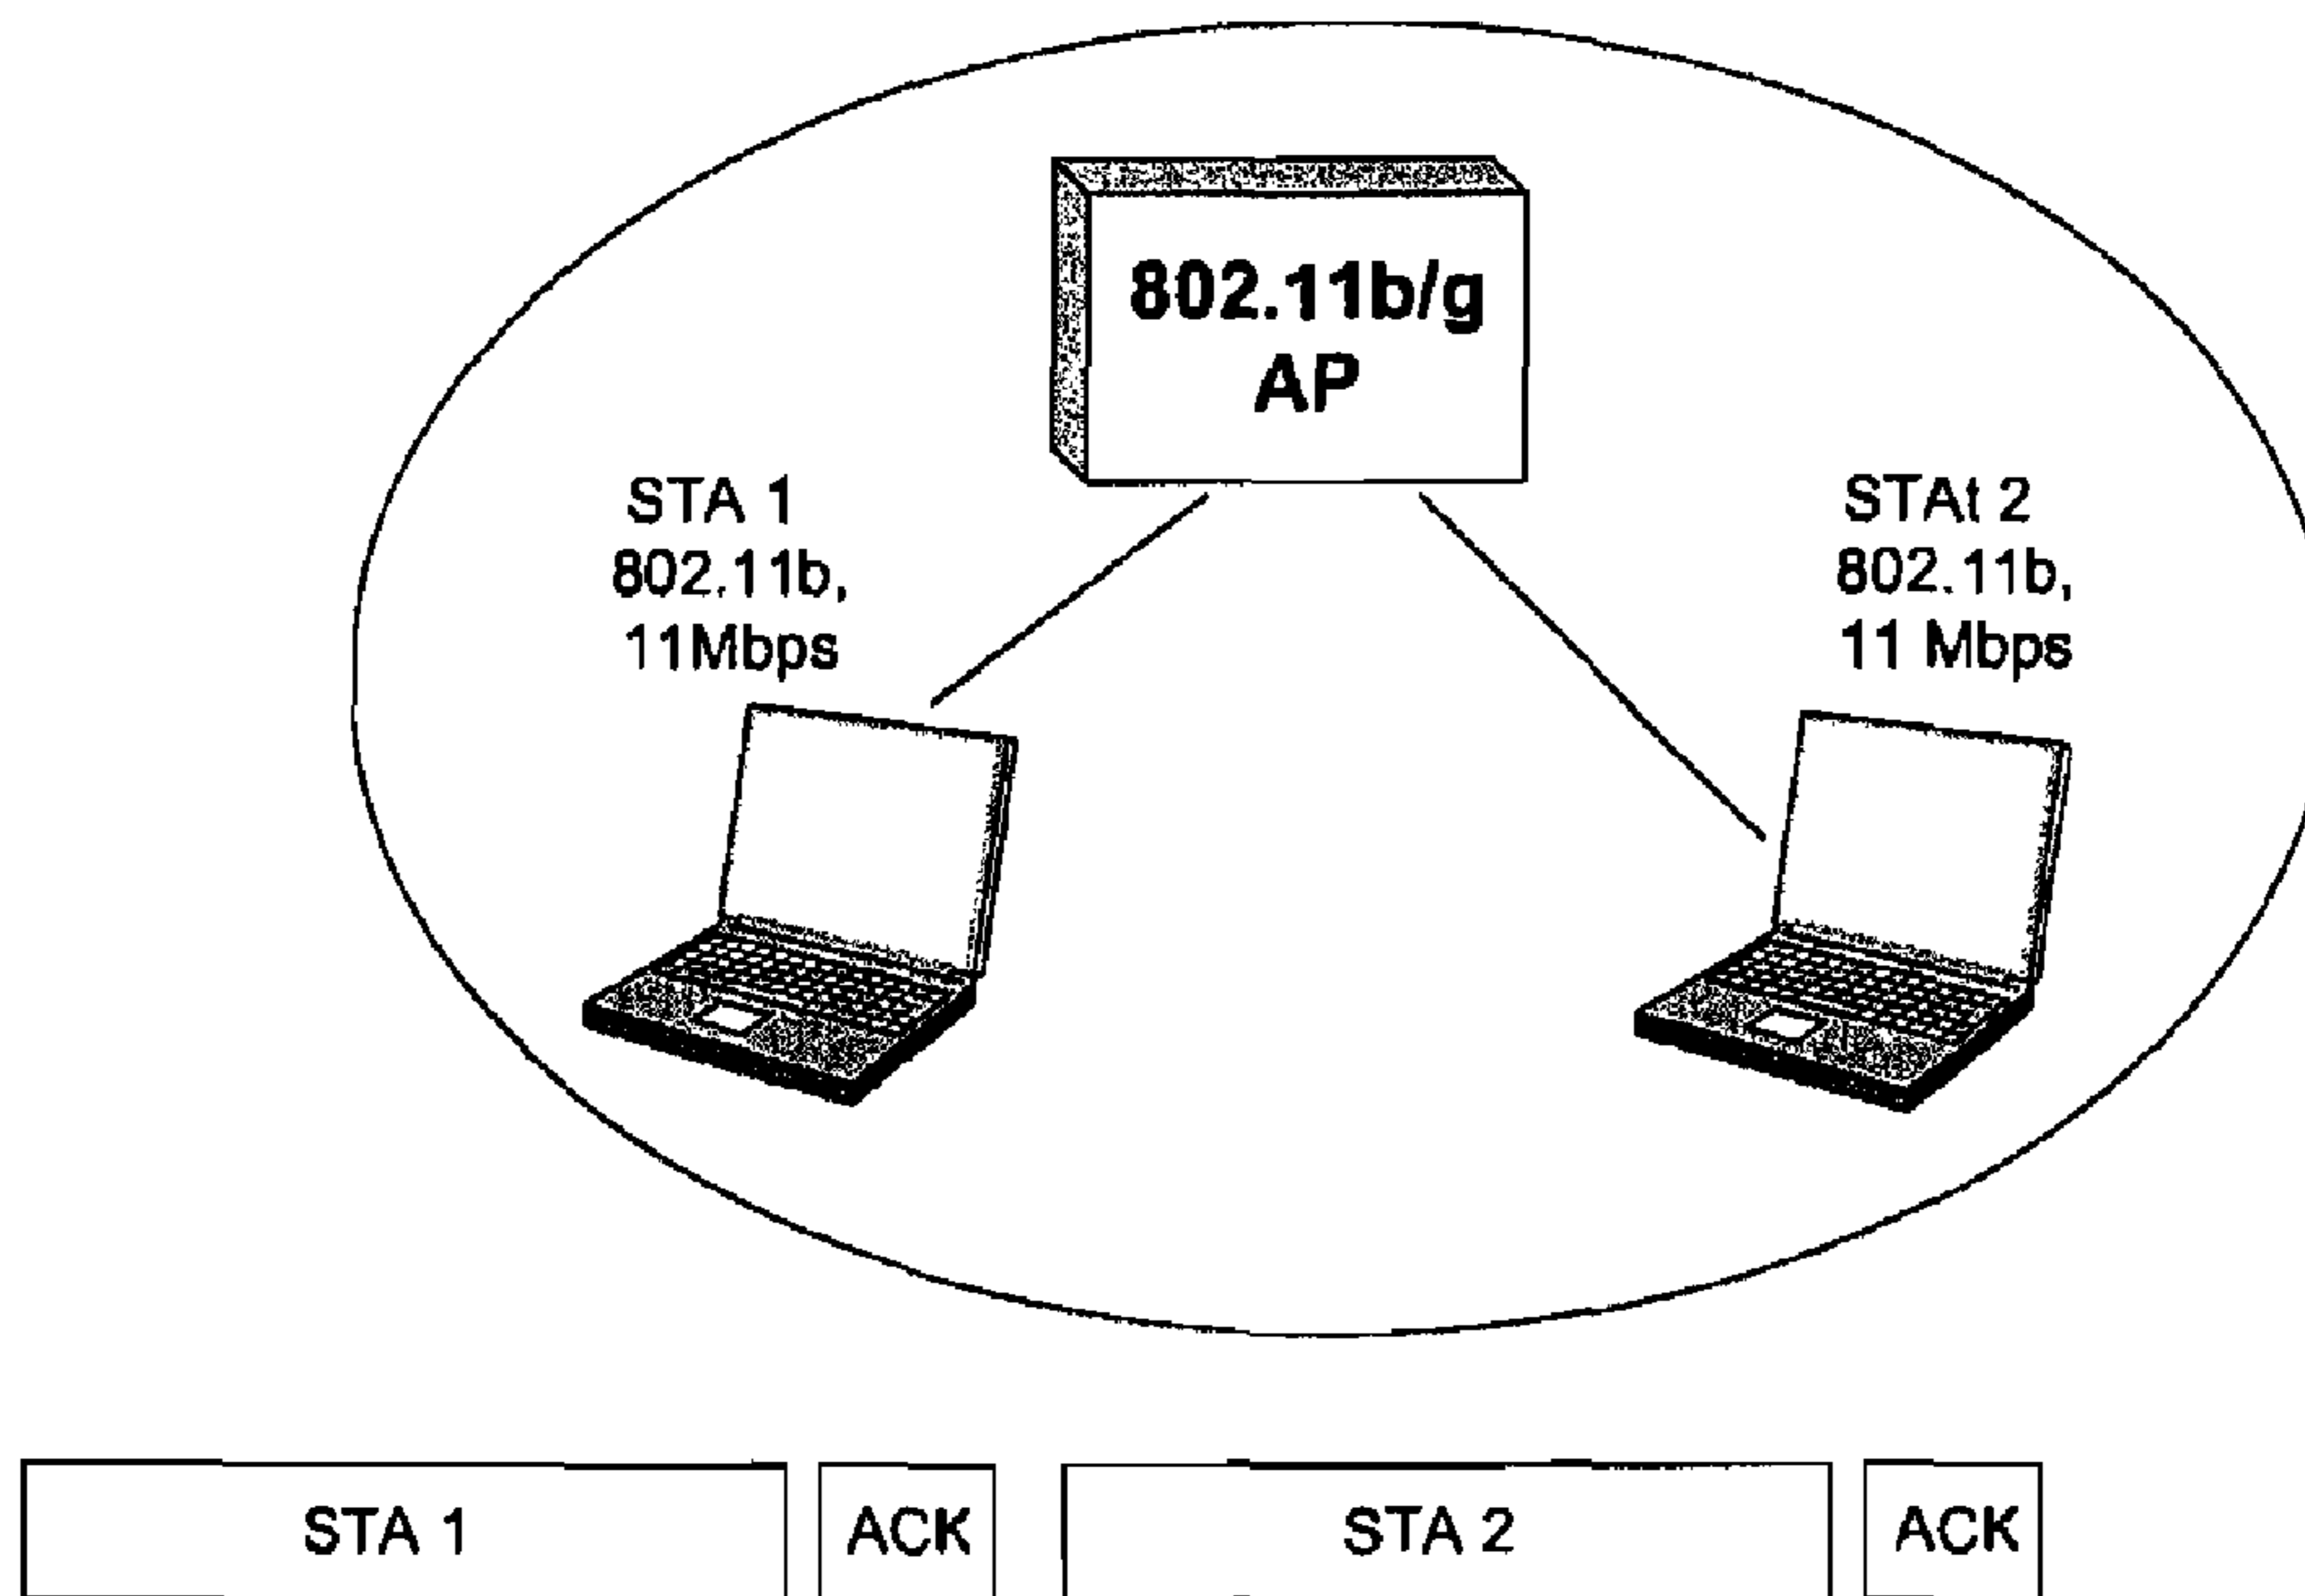 802.11b/g
AP
STA 1
802.11b,
11Mbps
STAt 2
802.11b,
11 Mbps
STA 1 ACK STA 2 ACK